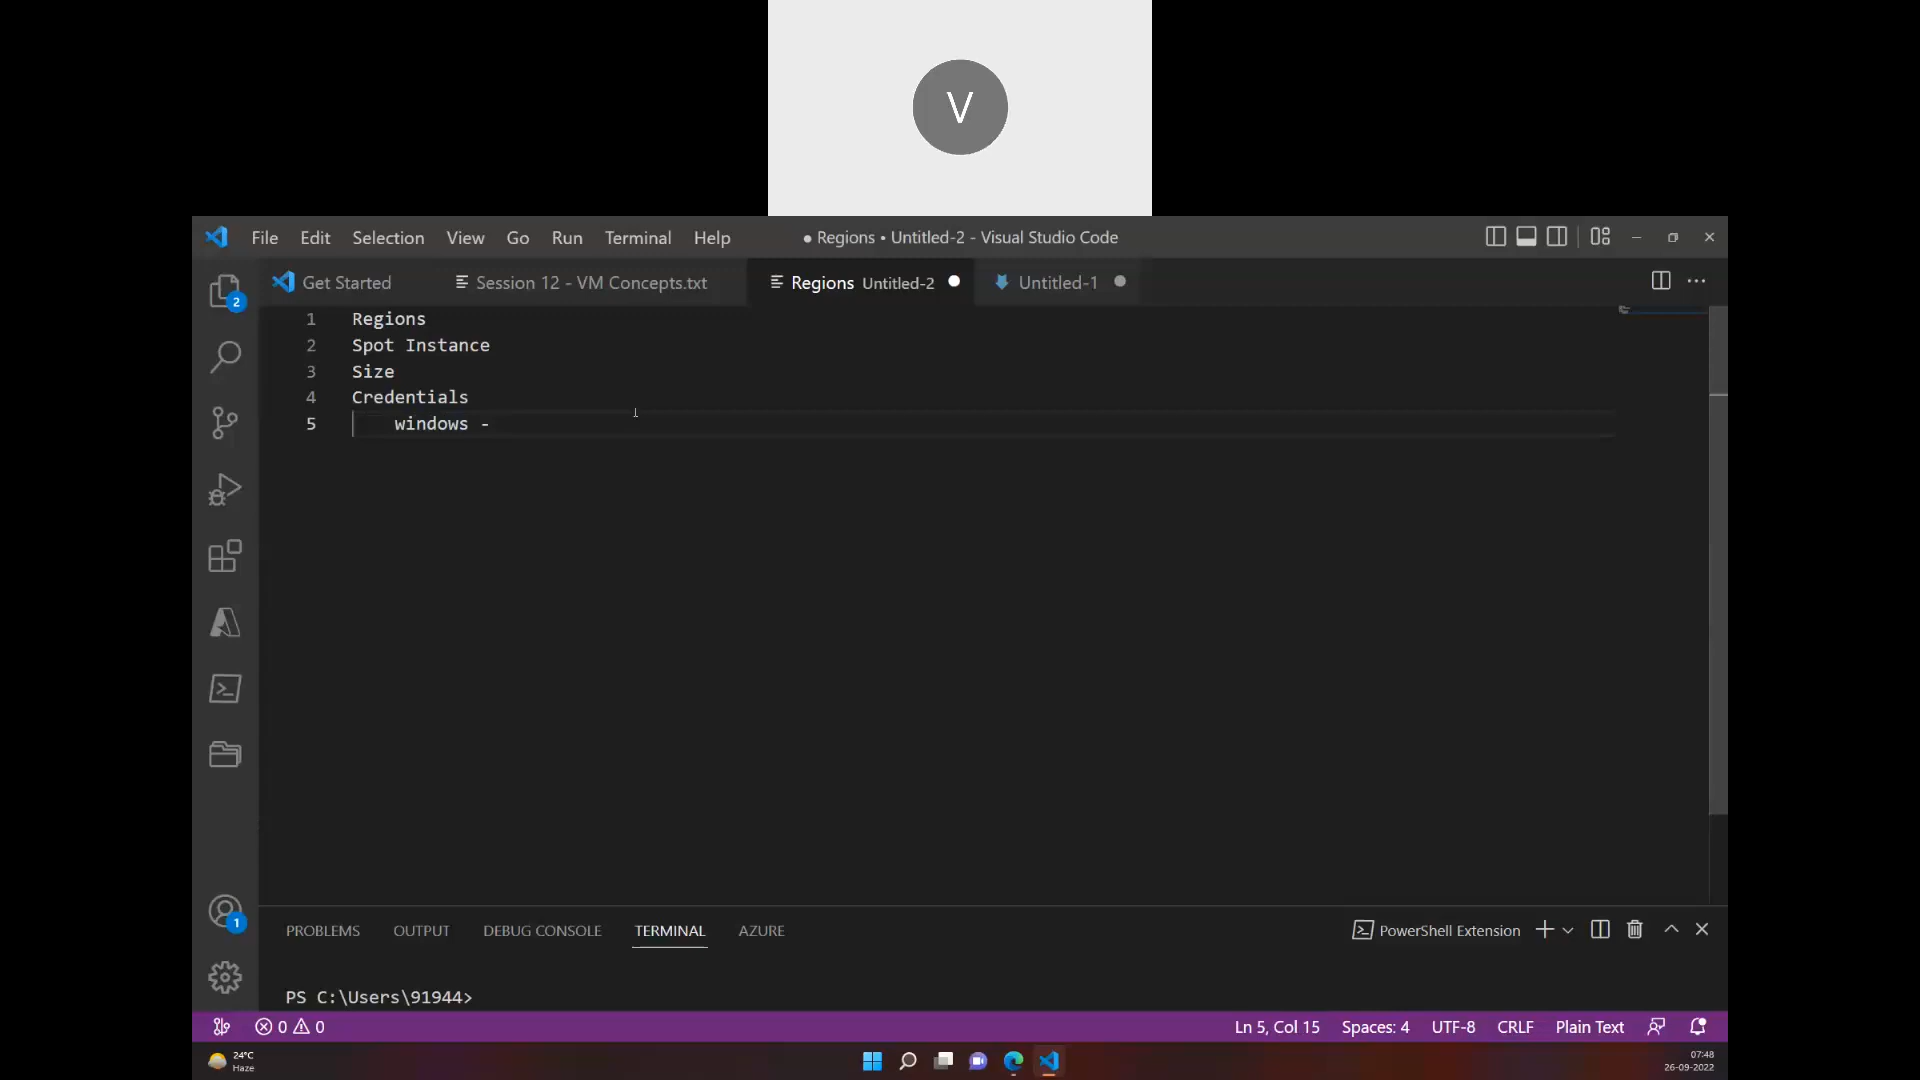 V
File Edit Selection View Go Run Terminal Help ● Regions • Untitled-2 - Visual Studio Code
Get Started Session 12 - VM Concepts.txt Regions Untitled-2 Untitled-1
1 Regions
2 Spot Instance
3 Size
4 Credentials
5 windows -
2
1
PROBLEMS OUTPUT DEBUG CONSOLE TERMINAL AZURE PowerShell Extension
PS C:\Users\91944>
0 0 Ln 5, Col 15 Spaces: 4 UTF-8 CRLF Plain Text
24°C
Haze
07:48
26-09-2022